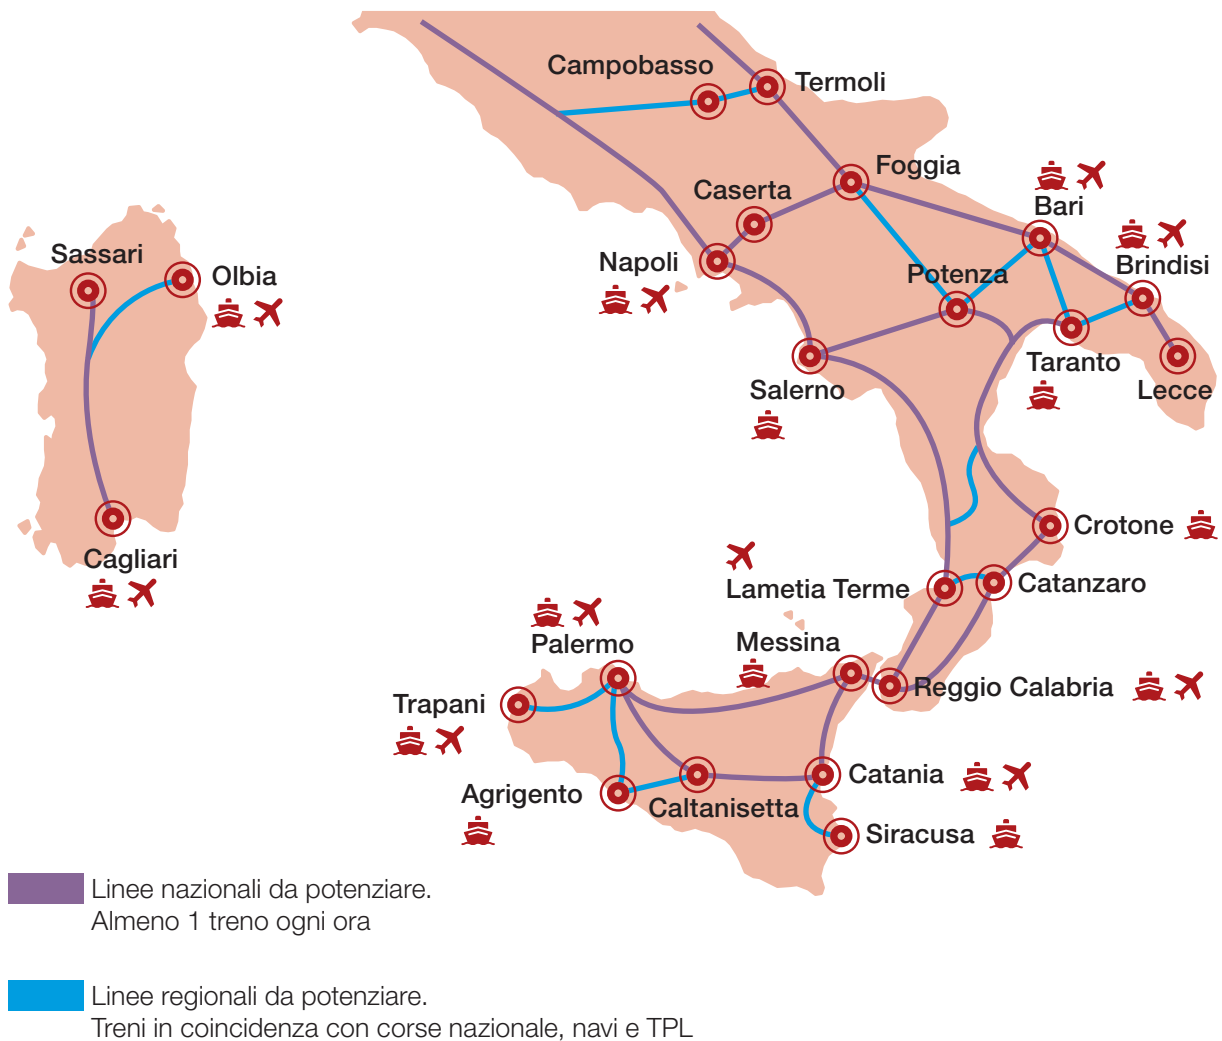 Campobasso
Termoli
Foggia
Caserta
Bari
Sassari
Olbia
Napoli
Potenza
Brindisi
Taranto
Salerno
Lecce
Cagliari
Crotone
Lametia Terme
Catanzaro
Palermo
Messina
Reggio Calabria
Trapani
Catania
Agrigento
Caltanisetta
Siracusa
Linee nazionali da potenziare.
Almeno 1 treno ogni ora
Linee regionali da potenziare.
Treni in coincidenza con corse nazionale, navi e TPL